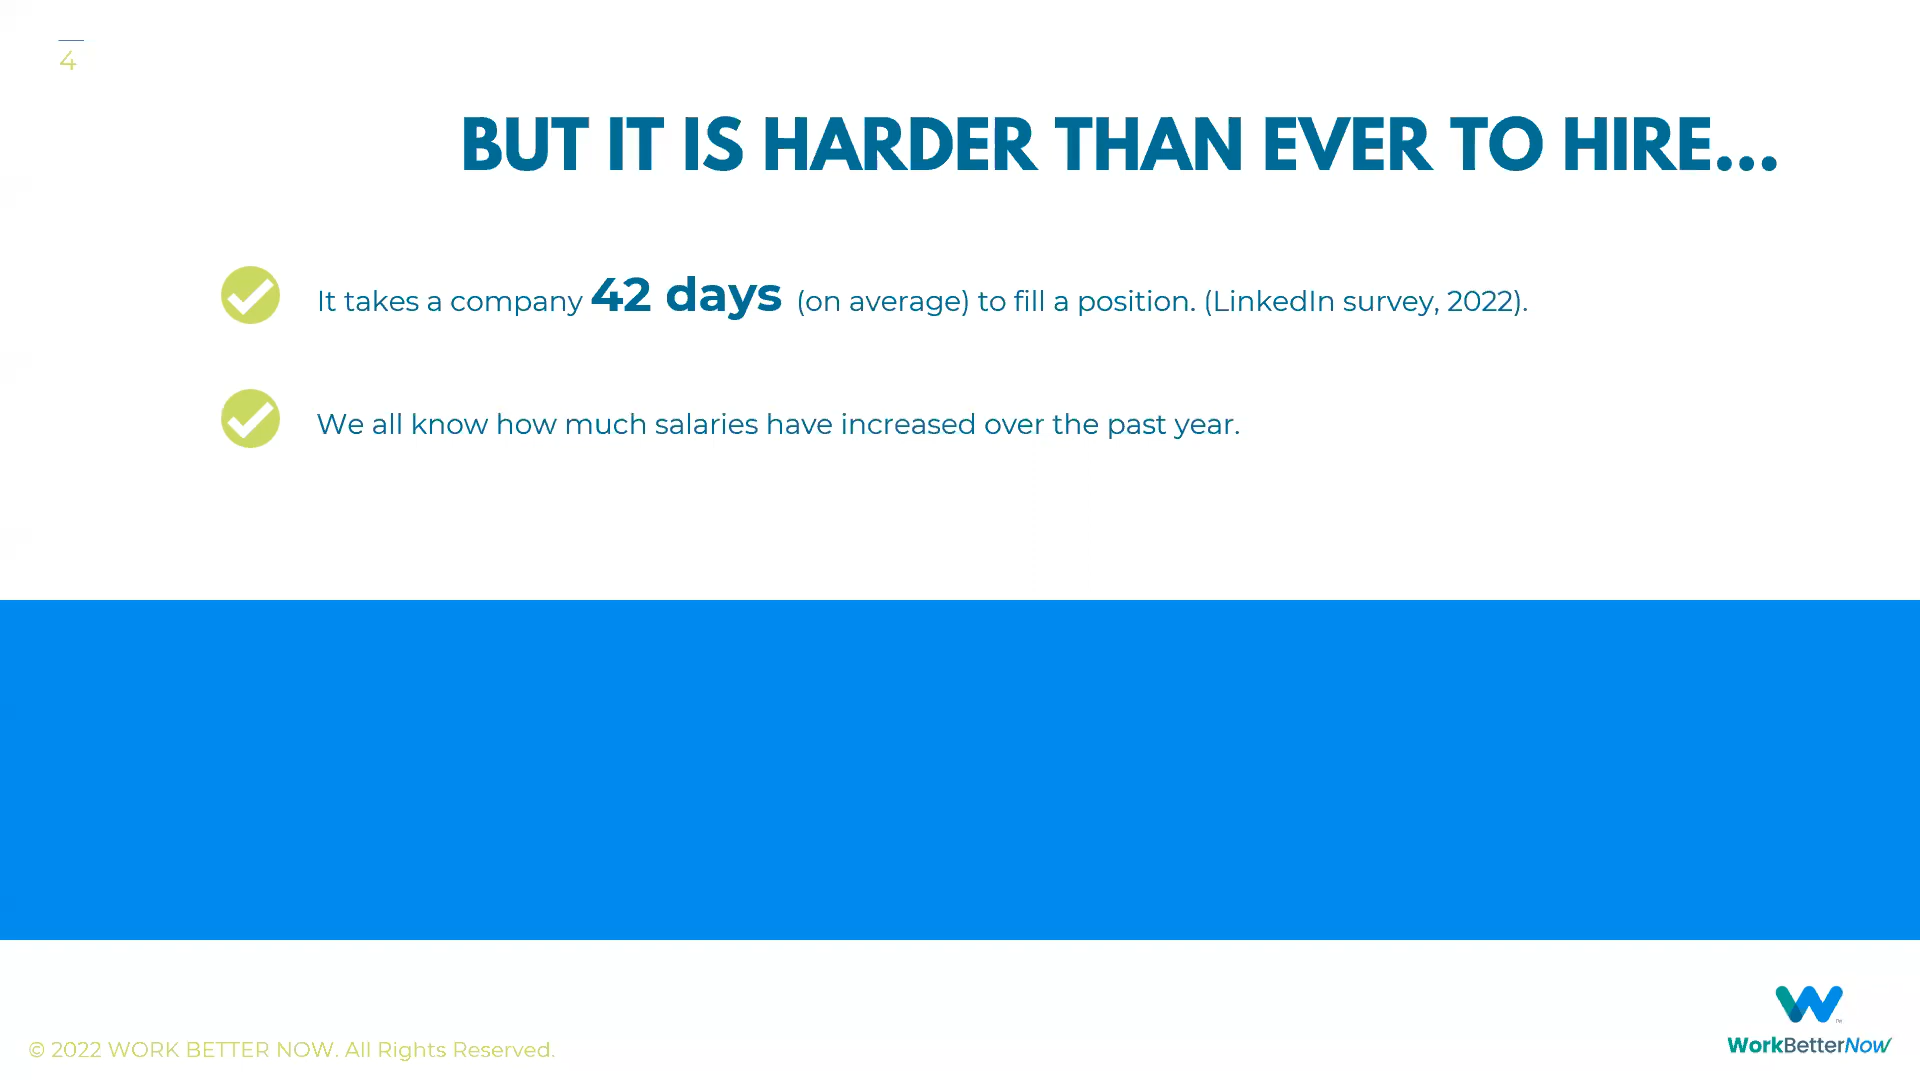 4
BUT IT IS HARDER THAN EVER TO HIRE...
It takes a company 42 days (on average) to fill a position. (LinkedIn survey, 2022).
We all know how much salaries have increased over the past year.
W™
WorkBetterNow
© 2022 WORK BETTER NOW. All Rights Reserved.